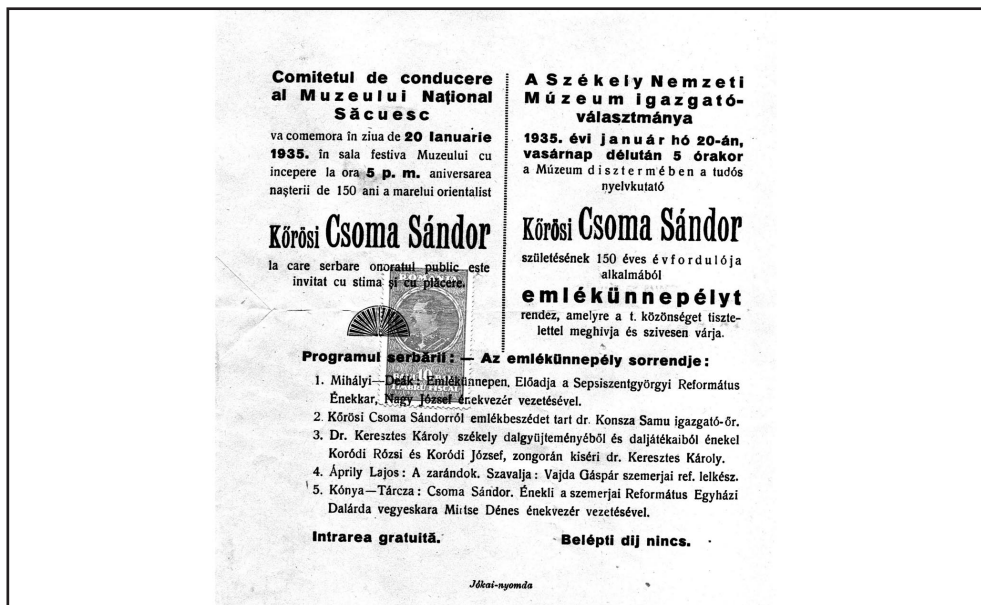 Comitetul de conducere
al Muzeului Național
Săcuesc
va comemora în ziua de 20 Ianuarie
1935. în sala festiva Muzeului cu
incepere la ora 5 p. m. aniversarea
nașterii de 150 ani a marelui orientalist
Kőrösi Csoma Sándor
la care serbare onoratul public este
invitat cu stima și cu plăcere.
A Székely Nemzeti
Múzeum igazgató-
választmánya
1935. évi január hó 20-án,
vasárnap délután 5 órakor
a Múzeum disztermében a tudós
nyelvkutató
Kőrösi Csoma Sándor
születésének 150 éves évfordulója
alkalmából
emlékünnepélyt
rendez, amelyre a t. közönséget tiszte-
lettel meghívja és szivesen várja.
ROMANIA
10
Programul serbării: — Az emlékünnepély sorrendje:
1. Mihályi—Deák: Emlékünnepen. Előadja a Sepsiszentgyörgyi Református
Énekkar, Nagy József énekvezér vezetésével.
2. Kőrösi Csoma Sándorról emlékbeszédet tart dr. Konsza Samu igazgató-őr.
3. Dr. Keresztes Károly székely dalgyüjteményéből és daljátékaiból énekel
Koródi Rózsi és Koródi József, zongorán kiséri dr. Keresztes Károly.
4. Áprily Lajos: A zarándok. Szavalja: Vajda Gáspár szemerjai ref. lelkész.
5. Kónya—Tárcza: Csoma Sándor. Énekli a szemerjai Református Egyházi
Dalárda vegyeskara Mittse Dénes énekvezér vezetésével.
Intrarea gratuită. Belépti dij nincs.
Jókai-nyomda